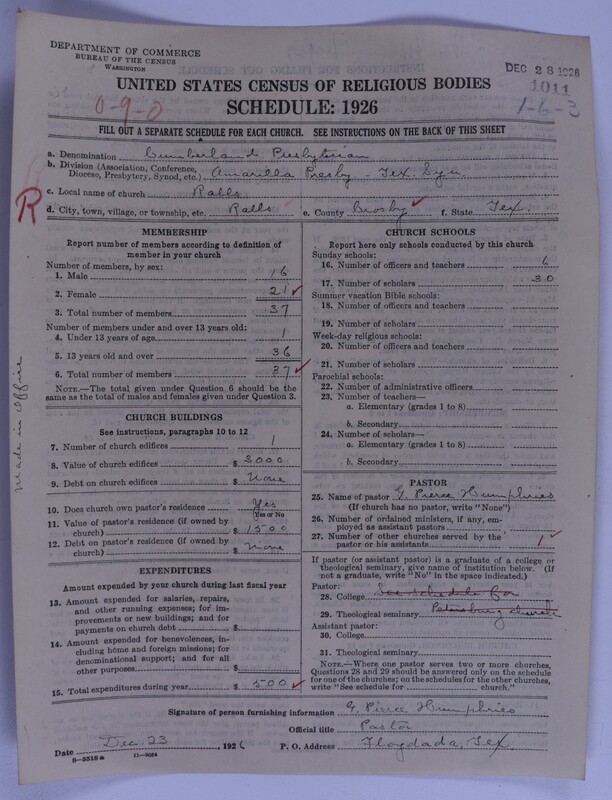 DEPARTMENT OF COMMERCE
BUREAU OF THE CENSUS
WASHINGTON
DEC 28 1926
1011
0-9-0
1-6-3
UNITED STATES CENSUS OF RELIGIOUS BODIES
SCHEDULE: 1926
FILL OUT A SEPARATE SCHEDULE FOR EACH CHURCH. SEE INSTRUCTIONS ON THE BACK OF THIS SHEET
a. Denomination Cumberland Presbyterian
b. Division (Association, Conference, Diocese, Presbytery, Synod, etc.) Amarilla Presby - Tex. Syn
c. Local name of church Ralls
R
d. City, town, village, or township, etc. Ralls e. County Crosby f. State Tex.
MEMBERSHIP
Report number of members according to definition of member in your church
Number of members, by sex:
1. Male 16
2. Female 21
3. Total number of members 37
Number of members under and over 13 years old:
4. Under 13 years of age 1
5. 13 years old and over 36
6. Total number of members 37
NOTE.—The total given under Question 6 should be the same as the total of males and females given under Question 3.
CHURCH BUILDINGS
See instructions, paragraphs 10 to 12
7. Number of church edifices 1
8. Value of church edifices $ 3000
9. Debt on church edifices $ None
10. Does church own pastor's residence Yes
(Yes or No
11. Value of pastor's residence (if owned by church) $ 1500
12. Debt on pastor's residence (if owned by church) $ none
made in office
EXPENDITURES
Amount expended by your church during last fiscal year
13. Amount expended for salaries, repairs, and other running expenses; for improvements or new buildings; and for payments on church debt $
14. Amount expended for benevolences, including home and foreign missions; for denominational support; and for all other purposes $
15. Total expenditures during year $ 500
CHURCH SCHOOLS
Report here only schools conducted by this church
Sunday schools:
16. Number of officers and teachers 6
17. Number of scholars 30
Summer vacation Bible schools:
18. Number of officers and teachers
19. Number of scholars
Week-day religious schools:
20. Number of officers and teachers
21. Number of scholars
Parochial schools:
22. Number of administrative officers
23. Number of teachers—
a. Elementary (grades 1 to 8)
b. Secondary
24. Number of scholars—
a. Elementary (grades 1 to 8)
b. Secondary
PASTOR
25. Name of pastor G. Pierce Humphries
(If church has no pastor, write "None")
26. Number of ordained ministers, if any, employed as assistant pastors
27. Number of other churches served by the pastor or his assistants 1
If pastor (or assistant pastor) is a graduate of a college or theological seminary, give name of institution below. (If not a graduate, write "No" in the space indicated.)
Pastor:
28. College See schedule for
29. Theological seminary Petersburg church
Assistant pastor:
30. College
31. Theological seminary
NOTE.—Where one pastor serves two or more churches, Questions 28 and 29 should be answered only on the schedule for one of the churches; on the schedules for the other churches, write "See schedule for church."
Signature of person furnishing information G. Pierce Humphries
Official title Pastor
Date Dec. 23, 1926 P. O. Address Floydada, Tex
8—5518 a 11—9024